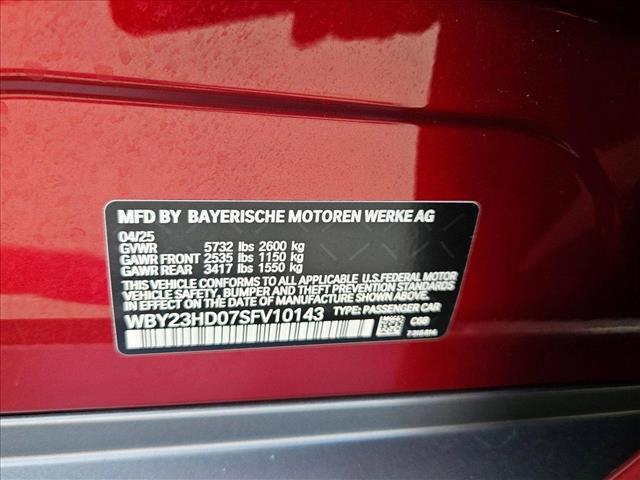 MFD BY BAYERISCHE MOTOREN WERKE AG
04/25
GVWR 5732 lbs 2600 kg
GAWR FRONT 2535 lbs 1150 kg
GAWR REAR 3417 lbs 1550 kg
THIS VEHICLE CONFORMS TO ALL APPLICABLE U.S.FEDERAL MOTOR
VEHICLE SAFETY, BUMPER AND THEFT PREVENTION STANDARDS
IN EFFECT ON THE DATE OF MANUFACTURE SHOWN ABOVE.
WBY23HD07SFV10143 TYPE: PASSENGER CAR